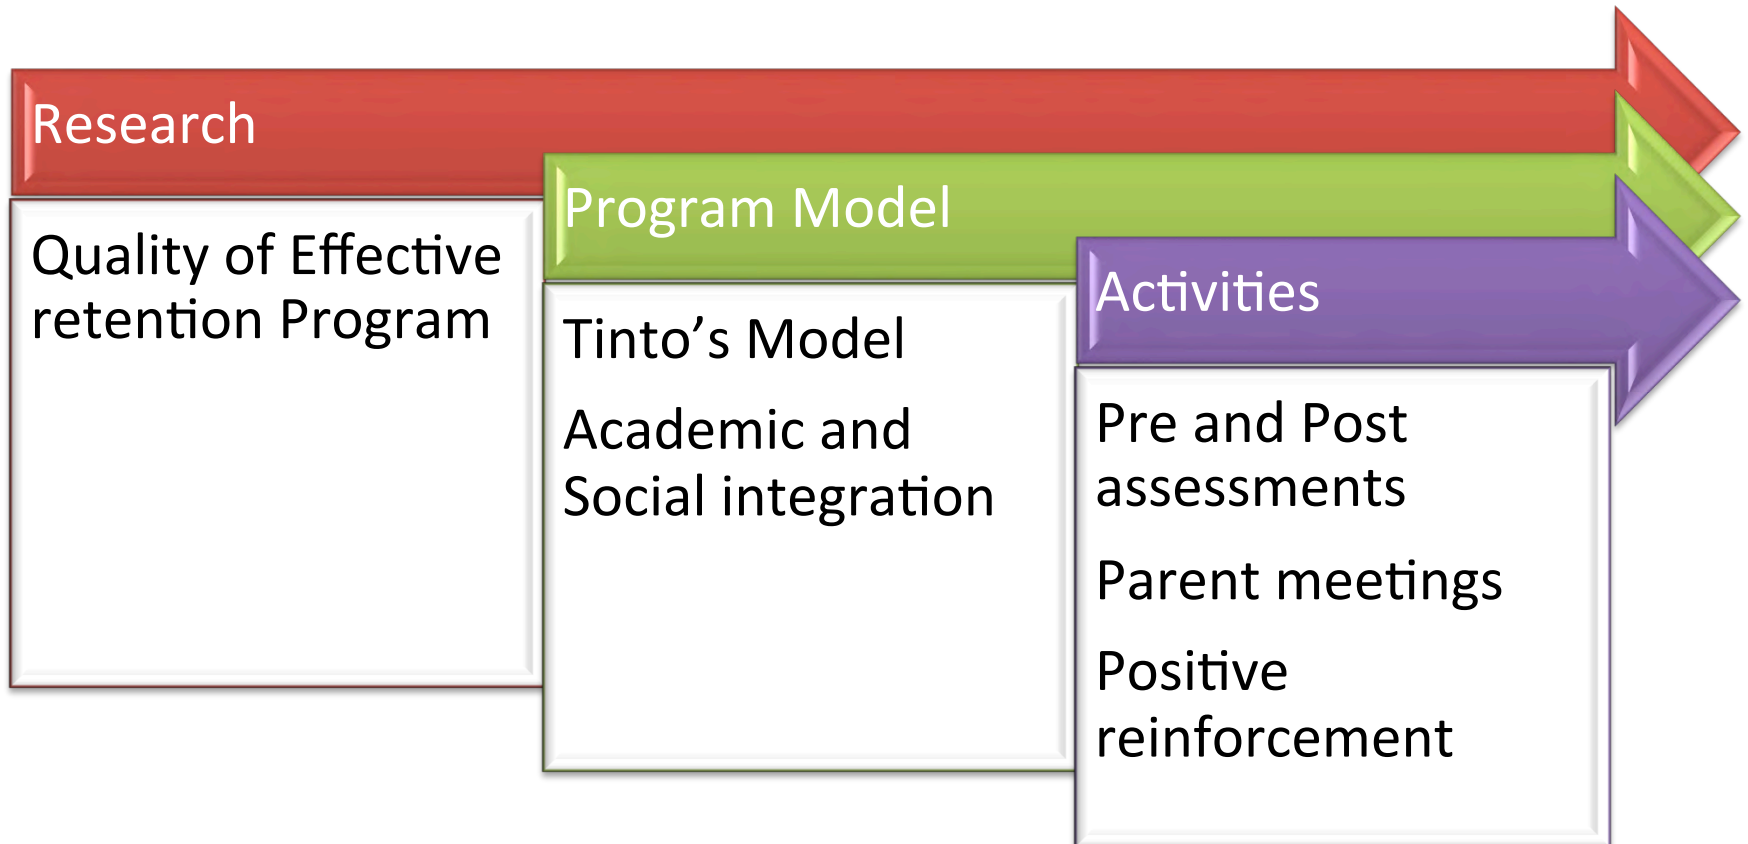 Research
Quality of Effective
retention Program
Program Model
Tinto’s Model
Academic and
Social integration
Activities
Pre and Post
assessments
Parent meetings
Positive
reinforcement